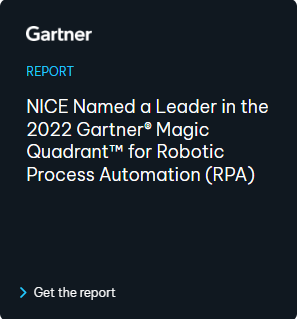 Gartner
REPORT
NICE Named a Leader in the
2022 Gartner® Magic
Quadrant™ for Robotic
Process Automation (RPA)
Get the report